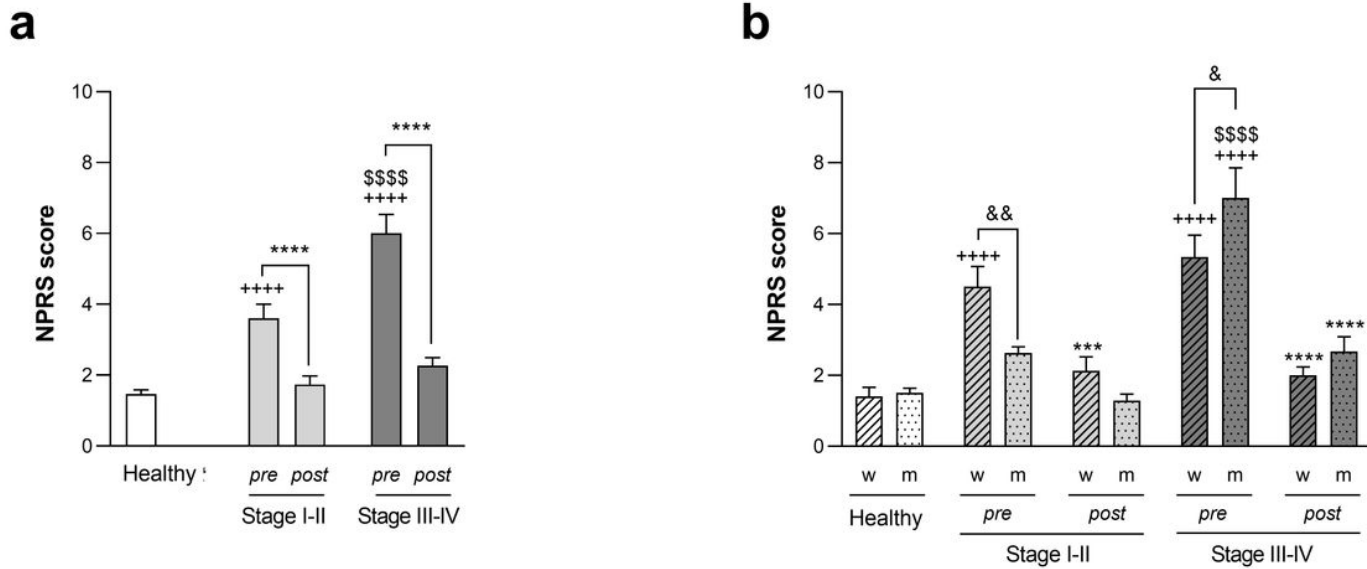 a
NPRS score
10
8
6
4
2
0
++++
****
$$$$
++++
****
Healthy
pre post pre post
Stage I-II Stage III-IV
b
NPRS score
10
8
6
4
2
0
++++
&&
***
++++
&
$$$$
++++
****
****
w m w m w m w m w m
Healthy pre post pre post
Stage I-II Stage III-IV